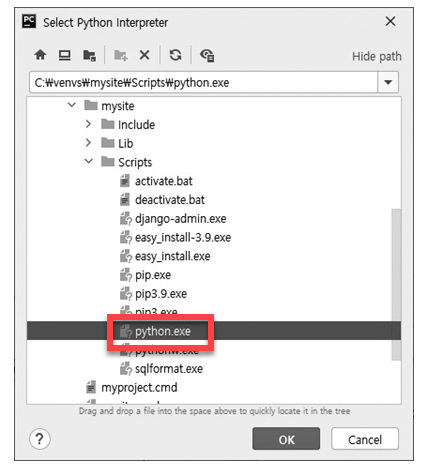 PC
Select Python Interpreter
Hide path
C:₩venvs₩mysite₩Scripts₩python.exe
mysite
Include
Lib
Scripts
activate.bat
deactivate.bat
django-admin.exe
easy_install-3.9.exe
easy_install.exe
pip.exe
pip3.9.exe
pip3.exe
python.exe
pythonw.exe
sqlformat.exe
myproject.cmd
Drag and drop a file into the space above to quickly locate it in the tree
?
OK
Cancel